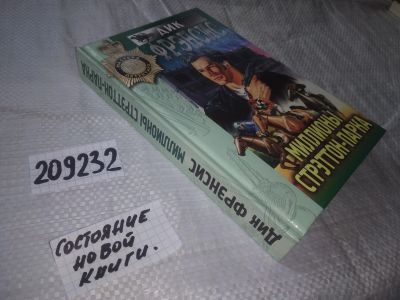 ДИК
ФРЭНСИС
МИЛЛИОНЫ
СТРЭТТОН-ПАРКА
ДИК ФРЭНСИС МИЛЛИОНЫ СТРЭТТОН-ПАРКА
209232
СОСТОЯНИЕ
НОВОЙ
КНИГИ.